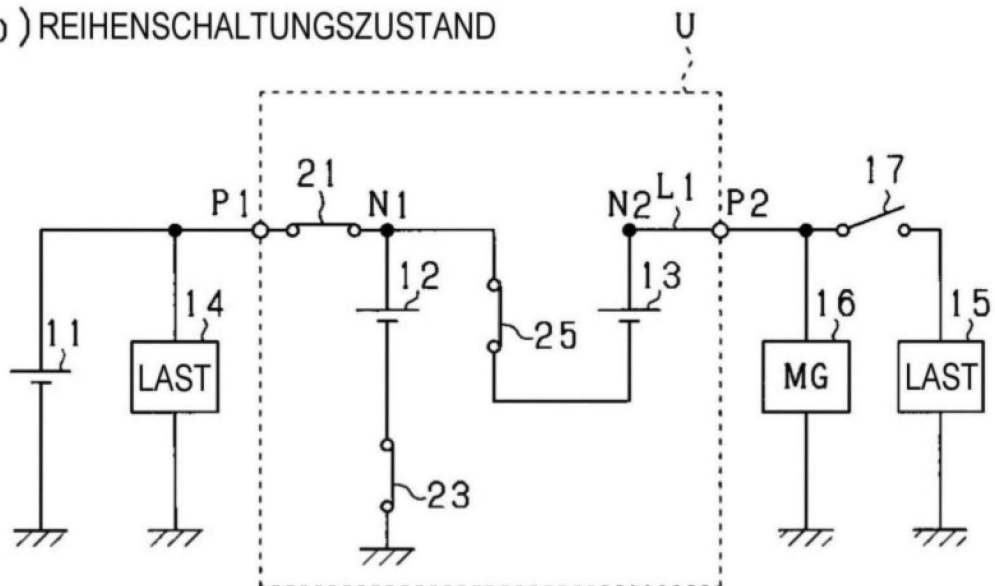 b) REIHENSCHALTUNGSZUSTAND
U
P1
21
N1
N2
L1
P2
17
11
14
LAST
12
25
13
16
MG
15
LAST
23